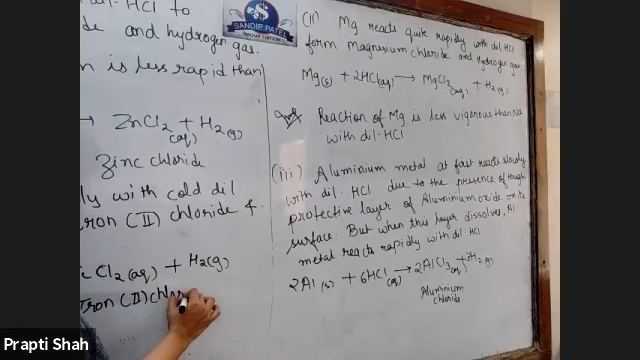 dil. HCl to
and hydrogen gas.
is less rapid than
→ ZnCl2 (aq) + H2(g)
Zinc chloride
with cold dil.
Iron (II) chloride &
Cl2 (aq) + H2(g)
Iron (II) chlo
SANDIP PATEL
(ii) Mg reacts quite rapidly with dil HCl
form magnesium chloride and hydrogen gas
Mg(s) + 2HCl(aq) → MgCl2 (aq) + H2(g)
Reaction of Mg is less vigorous than Na
with dil. HCl
(iii) Aluminium metal at first reacts slowly
with dil. HCl due to the presence of tough
protective layer of Aluminium oxide on its
surface. But when this layer dissolves, Al
metal reacts rapidly with dil. HCl
2Al (s) + 6HCl (aq) → 2AlCl3 (aq) + 3H2(g)
Aluminium
chloride
Prapti Shah